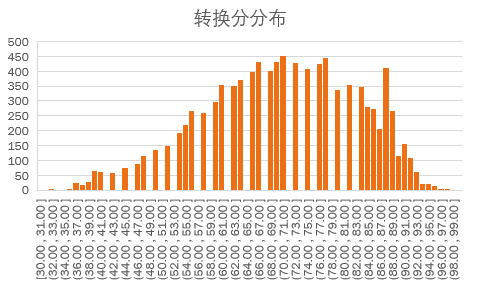 转换分分布
500
450
400
350
300
250
200
150
100
50
0
[30.00 , 31.00]
(32.00 , 33.00]
(34.00 , 35.00]
(36.00 , 37.00]
(38.00 , 39.00]
(40.00 , 41.00]
(42.00 , 43.00]
(44.00 , 45.00]
(46.00 , 47.00]
(48.00 , 49.00]
(50.00 , 51.00]
(52.00 , 53.00]
(54.00 , 55.00]
(56.00 , 57.00]
(58.00 , 59.00]
(60.00 , 61.00]
(62.00 , 63.00]
(64.00 , 65.00]
(66.00 , 67.00]
(68.00 , 69.00]
(70.00 , 71.00]
(72.00 , 73.00]
(74.00 , 75.00]
(76.00 , 77.00]
(78.00 , 79.00]
(80.00 , 81.00]
(82.00 , 83.00]
(84.00 , 85.00]
(86.00 , 87.00]
(88.00 , 89.00]
(90.00 , 91.00]
(92.00 , 93.00]
(94.00 , 95.00]
(96.00 , 97.00]
(98.00 , 99.00]